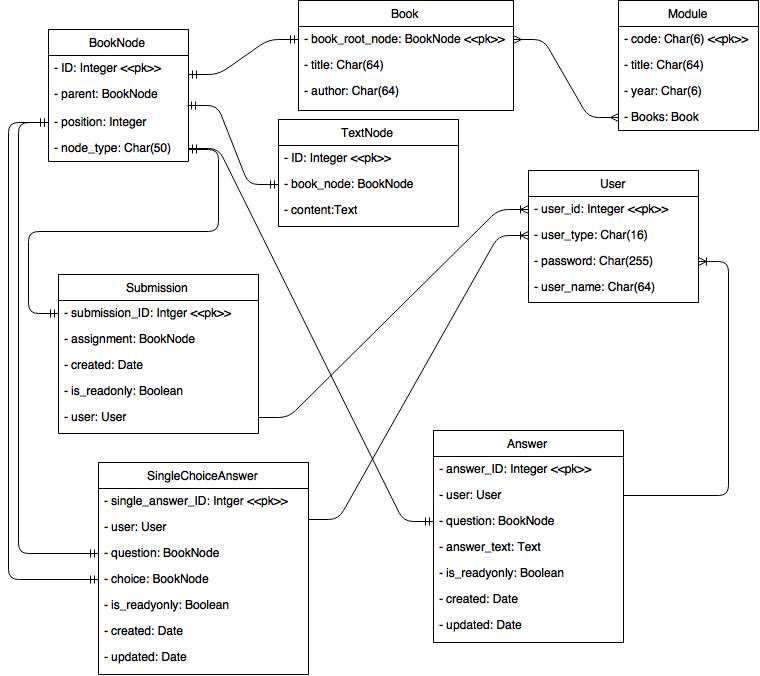 BookNode
- ID: Integer <<pk>>
- parent: BookNode
- position: Integer
- node_type: Char(50)
Book
- book_root_node: BookNode <<pk>>
- title: Char(64)
- author: Char(64)
Module
- code: Char(6) <<pk>>
- title: Char(64)
- year: Char(6)
- Books: Book
TextNode
- ID: Integer <<pk>>
- book_node: BookNode
- content:Text
User
- user_id: Integer <<pk>>
- user_type: Char(16)
- password: Char(255)
- user_name: Char(64)
Submission
- submission_ID: Intger <<pk>>
- assignment: BookNode
- created: Date
- is_readonly: Boolean
- user: User
SingleChoiceAnswer
- single_answer_ID: Intger <<pk>>
- user: User
- question: BookNode
- choice: BookNode
- is_readyonly: Boolean
- created: Date
- updated: Date
Answer
- answer_ID: Integer <<pk>>
- user: User
- question: BookNode
- answer_text: Text
- is_readyonly: Boolean
- created: Date
- updated: Date